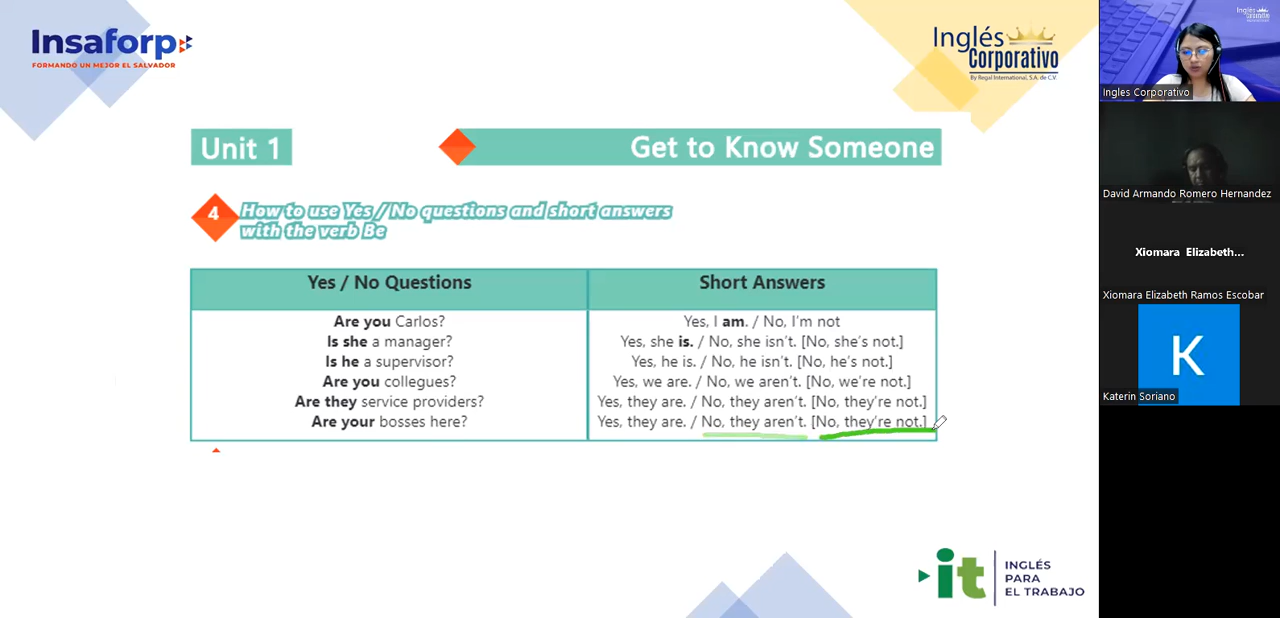 Insaforp
FORMANDO UN MEJOR EL SALVADOR
Inglés
Corporativo
By Regal International, S.A. de C.V.
Unit 1
Get to Know Someone
4
How to use Yes / No questions and short answers
with the verb Be
Yes / No Questions
Short Answers
Are you Carlos?
Yes, I am. / No, I'm not
Is she a manager?
Yes, she is. / No, she isn't. [No, she's not.]
Is he a supervisor?
Yes, he is. / No, he isn't. [No, he's not.]
Are you collegues?
Yes, we are. / No, we aren't. [No, we're not.]
Are they service providers?
Yes, they are. / No, they aren't. [No, they're not.]
Are your bosses here?
Yes, they are. / No, they aren't. [No, they're not.]
it
INGLÉS
PARA
EL TRABAJO
Inglés
Ingles Corporativo
David Armando Romero Hernandez
Xiomara Elizabeth...
Xiomara Elizabeth Ramos Escobar
K
Katerin Soriano